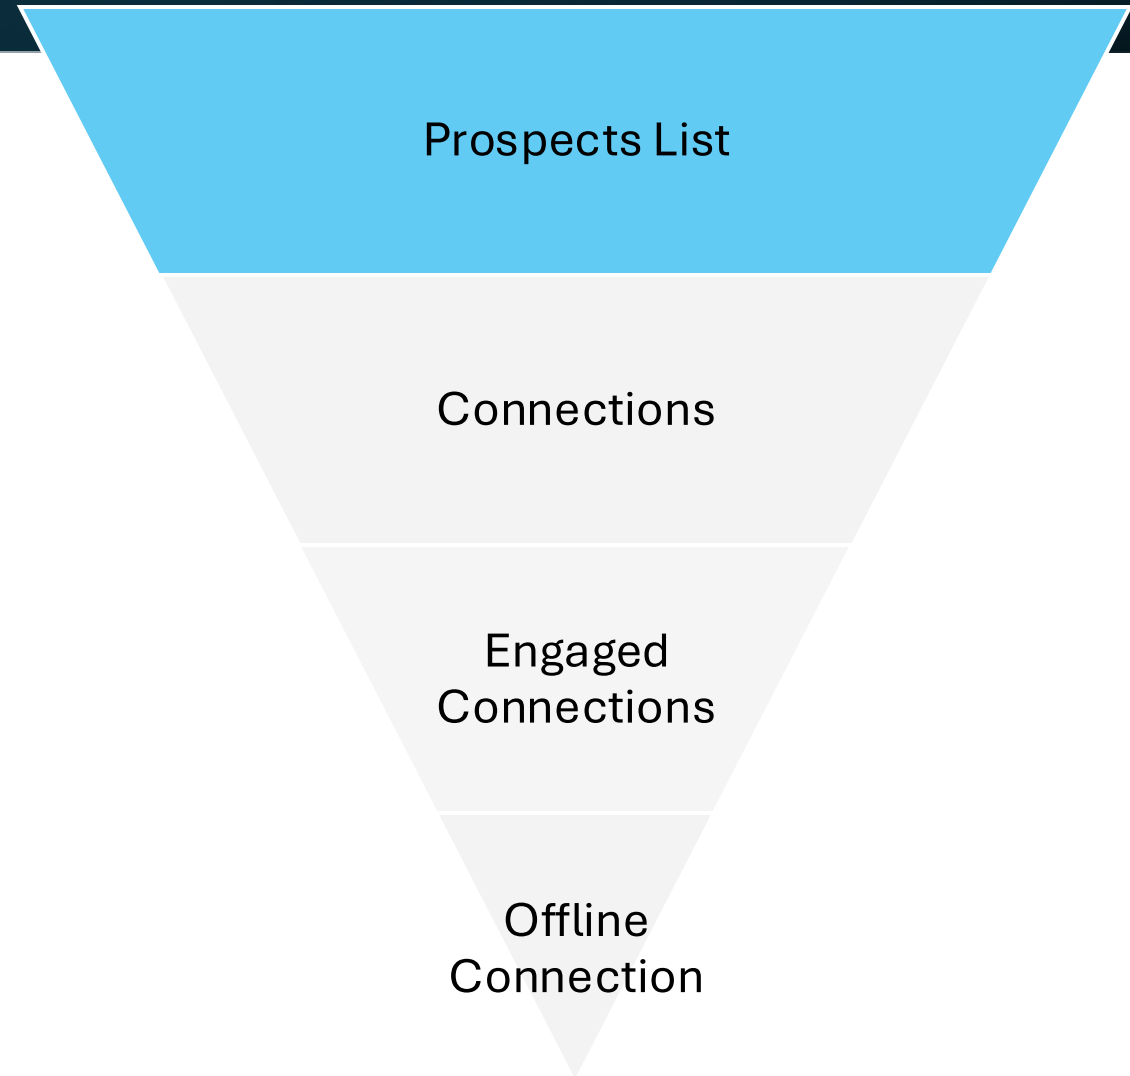 Prospects List
Connections
Engaged
Connections
Offline
Connection